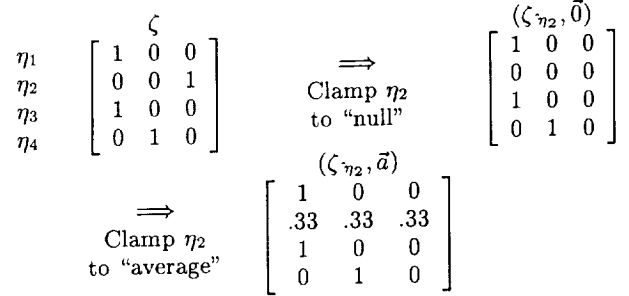 ζ
(ζ-η₂, 0⃗)
η₁ [ 1 0 0 ] ⟹ [ 1 0 0 ]
η₂ [ 0 0 1 ] Clamp η₂ [ 0 0 0 ]
η₃ [ 1 0 0 ] to “null” [ 1 0 0 ]
η₄ [ 0 1 0 ] [ 0 1 0 ]
(ζ-η₂, a⃗)
⟹ [ 1 0 0 ]
Clamp η₂ [ .33 .33 .33 ]
to “average” [ 1 0 0 ]
[ 0 1 0 ]